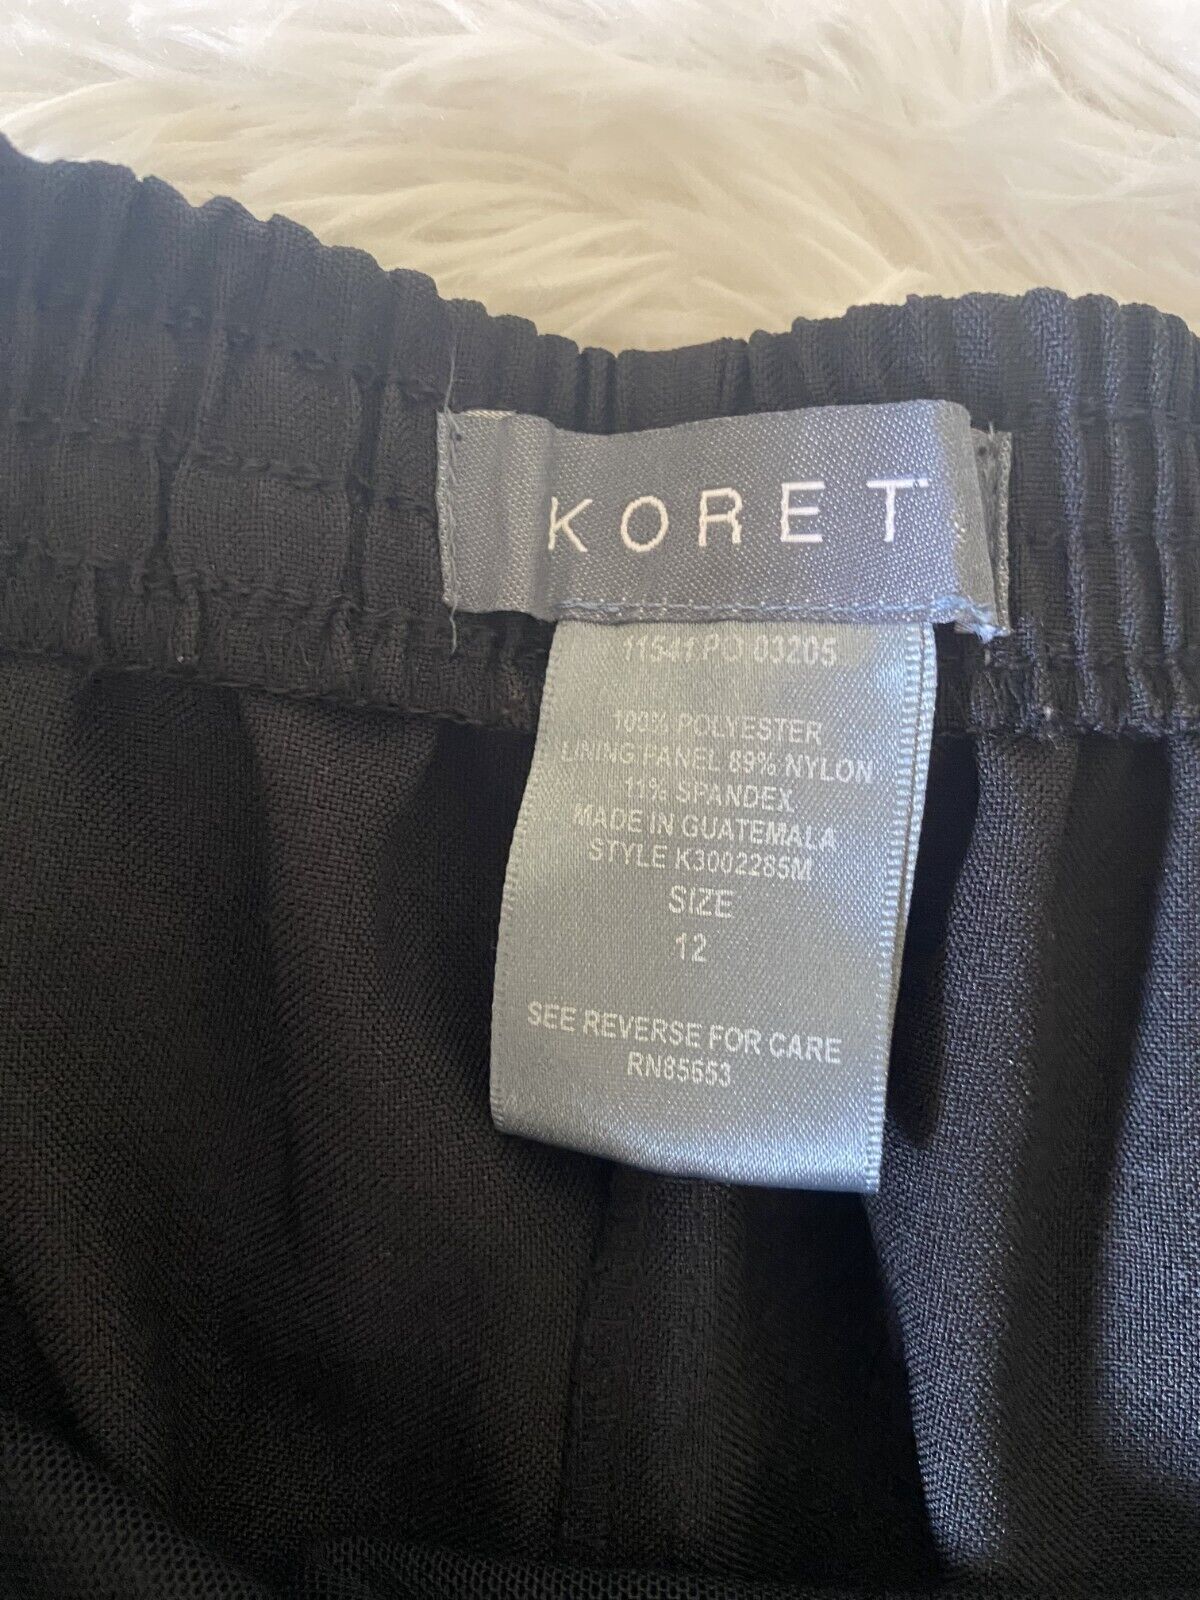 KORET
11541 PO 03205
100% POLYESTER
LINING PANEL 89% NYLON
11% SPANDEX
MADE IN GUATEMALA
STYLE K3002285M
SIZE
12
SEE REVERSE FOR CARE
RN85653